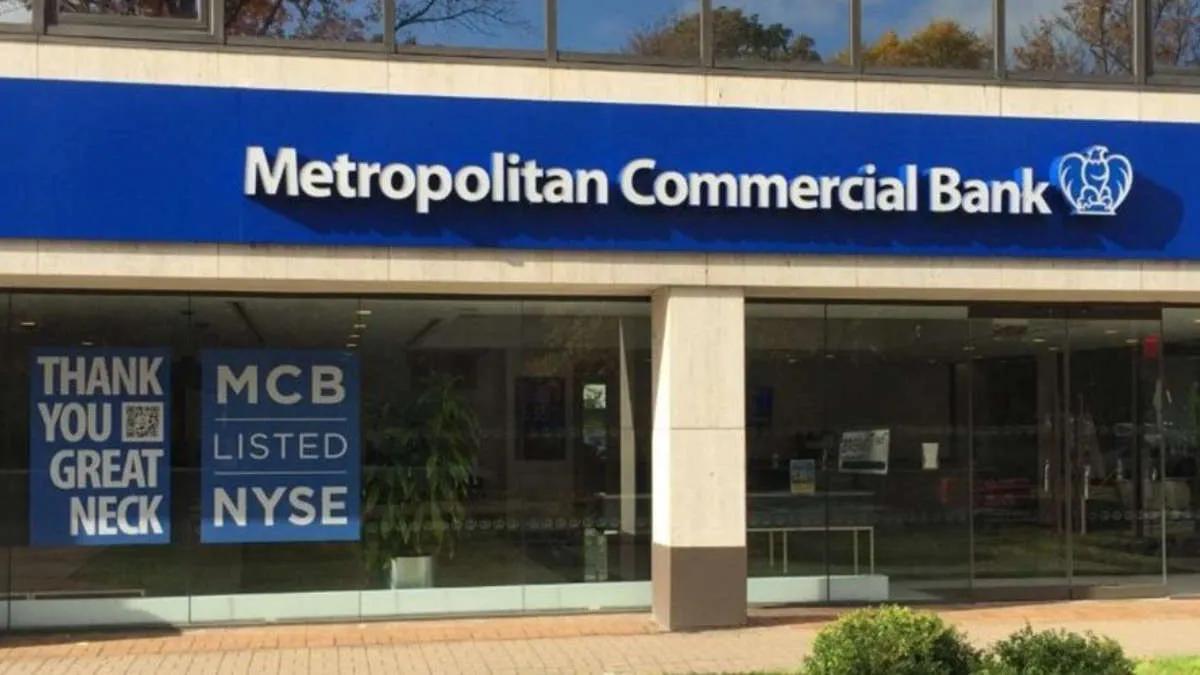 Metropolitan Commercial Bank
THANK
YOU
GREAT
NECK
MCB
LISTED
NYSE